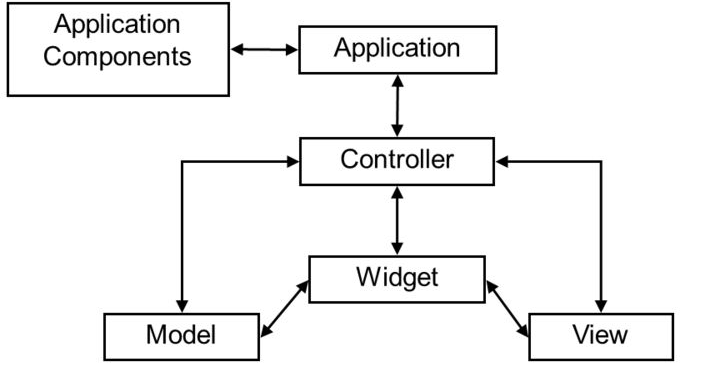 Application
Components
Application
Controller
Widget
Model
View